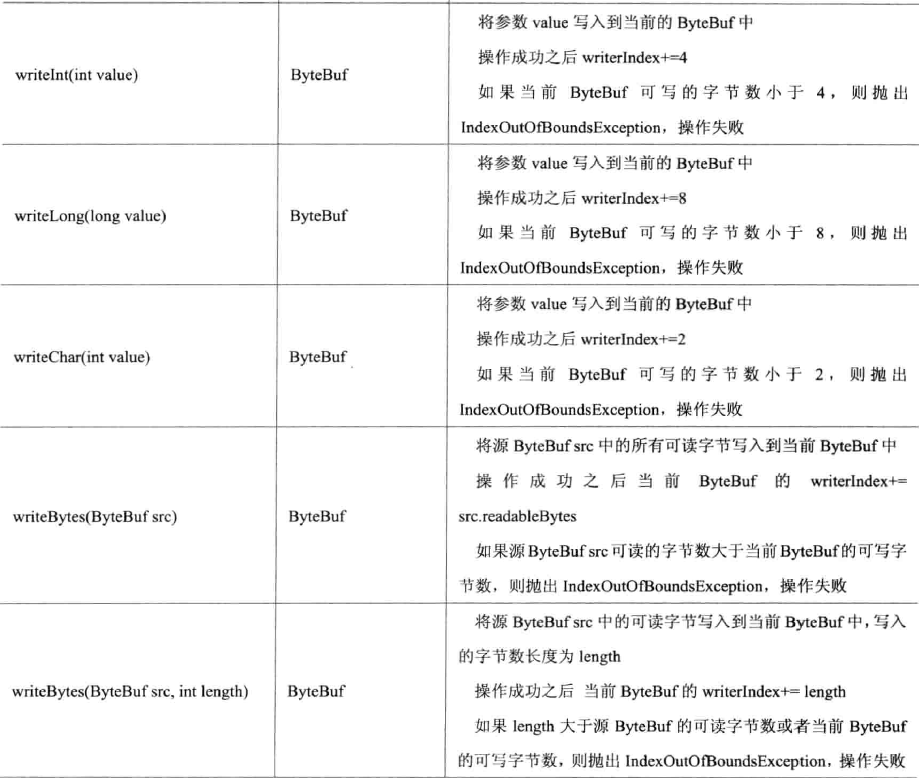 将参数 value 写入到当前的 ByteBuf 中
操作成功之后 writerIndex+=4
writeInt(int value)
ByteBuf
如果当前 ByteBuf 可写的字节数小于 4，则抛出
IndexOutOfBoundsException，操作失败
将参数 value 写入到当前的 ByteBuf 中
操作成功之后 writerIndex+=8
writeLong(long value)
ByteBuf
如果当前 ByteBuf 可写的字节数小于 8，则抛出
IndexOutOfBoundsException，操作失败
将参数 value 写入到当前的 ByteBuf 中
操作成功之后 writerIndex+=2
writeChar(int value)
ByteBuf
如果当前 ByteBuf 可写的字节数小于 2，则抛出
IndexOutOfBoundsException，操作失败
将源 ByteBuf src 中的所有可读字节写入到当前 ByteBuf 中
操作成功之后当前 ByteBuf 的 writerIndex+=
writeBytes(ByteBuf src)
ByteBuf
src.readableBytes
如果源 ByteBuf src 可读的字节数大于当前 ByteBuf 的可写字
节数，则抛出 IndexOutOfBoundsException，操作失败
将源 ByteBuf src 中的可读字节写入到当前 ByteBuf 中，写入
的字节数长度为 length
writeBytes(ByteBuf src, int length)
ByteBuf
操作成功之后 当前 ByteBuf 的 writerIndex+= length
如果 length 大于源 ByteBuf 的可读字节数或者当前 ByteBuf
的可写字节数，则抛出 IndexOutOfBoundsException，操作失败